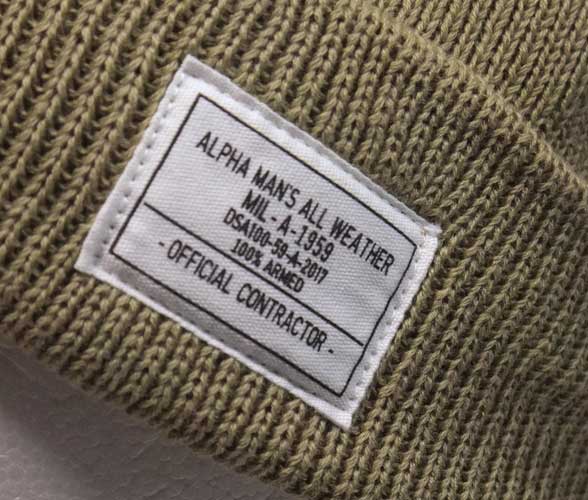 ALPHA MAN'S ALL WEATHER
MIL - A-1959
DSA100-59-A-2017
100% ARMED
- OFFICIAL CONTRACTOR -